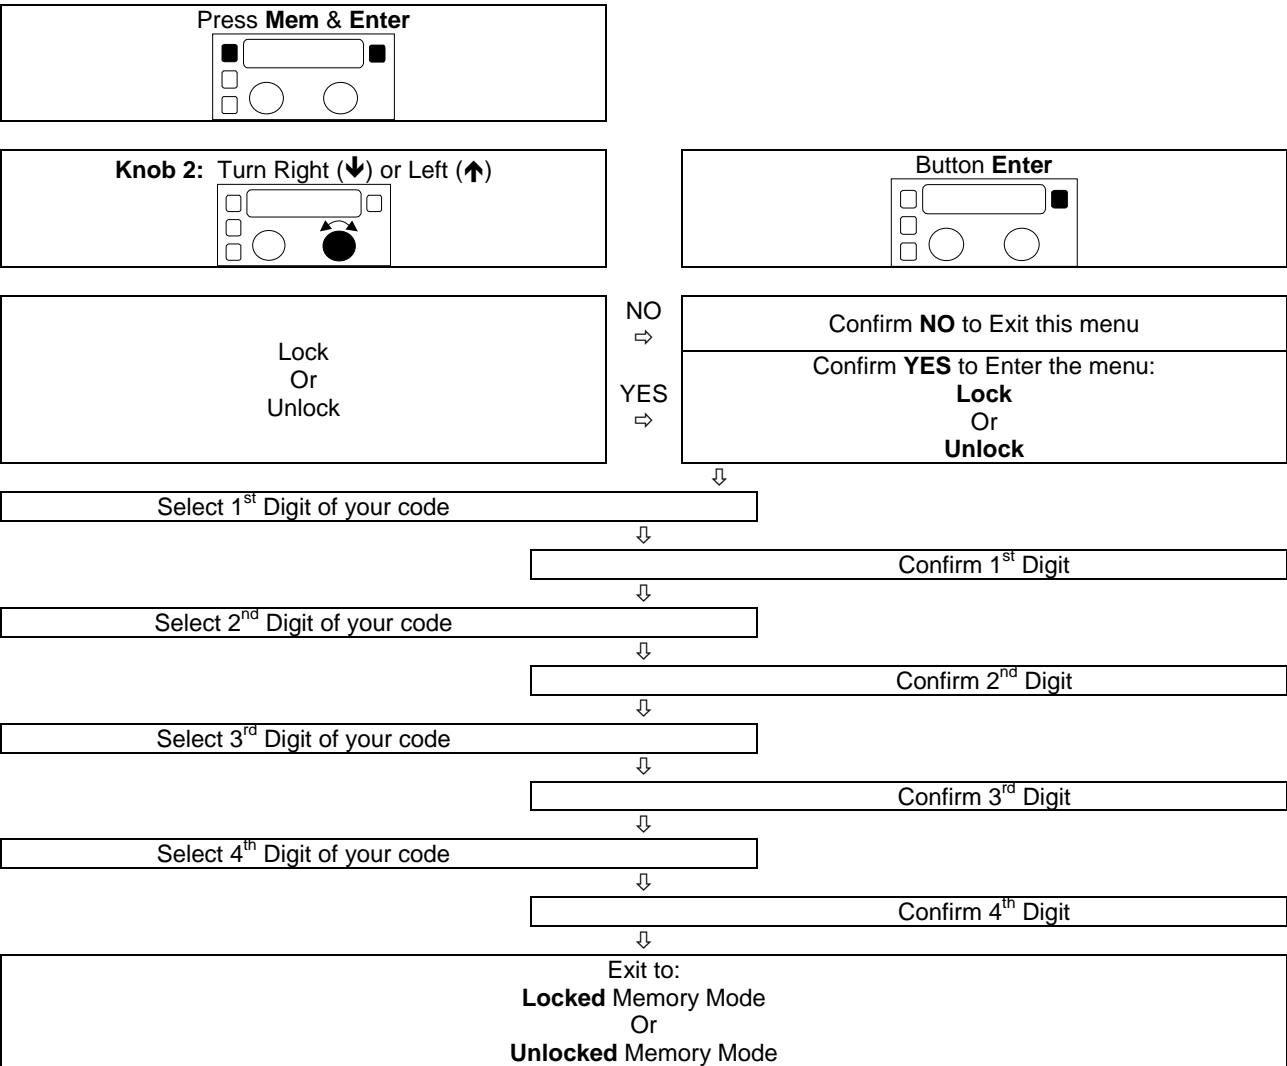 Press Mem & Enter
Knob 2: Turn Right (🡻) or Left (🡹)
Button Enter
Lock
Or
Unlock
NO
⇨
YES
⇨
Confirm NO to Exit this menu
Confirm YES to Enter the menu:
Lock
Or
Unlock
⇩
Select 1st Digit of your code
⇩
Confirm 1st Digit
⇩
Select 2nd Digit of your code
⇩
Confirm 2nd Digit
⇩
Select 3rd Digit of your code
⇩
Confirm 3rd Digit
⇩
Select 4th Digit of your code
⇩
Confirm 4th Digit
⇩
Exit to:
Locked Memory Mode
Or
Unlocked Memory Mode